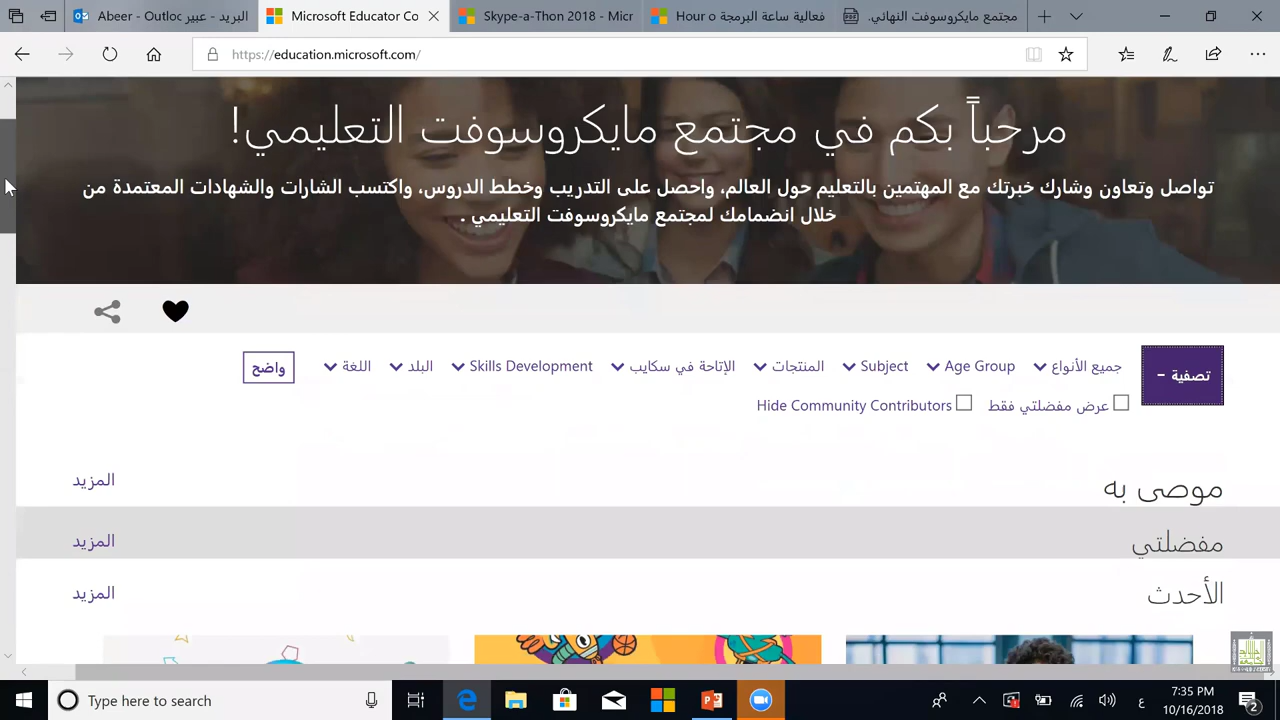 البريد - عبير Abeer - Outloc
Microsoft Educator Co
Skype-a-Thon 2018 - Micr
فعالية ساعة البرمجة Hour o
مجتمع مايكروسوفت النهائي.
https://education.microsoft.com/
مرحباً بكم في مجتمع مايكروسوفت التعليمي!
تواصل وتعاون وشارك خبرتك مع المهتمين بالتعليم حول العالم، واحصل على التدريب وخطط الدروس، واكتسب الشارات والشهادات المعتمدة من
خلال انضمامك لمجتمع مايكروسوفت التعليمي .
تصفية -
جميع الأنواع Age Group Subject المنتجات الإتاحة في سكايب Skills Development البلد اللغة واضح
عرض مفضلتي فقط Hide Community Contributors
موصى به المزيد
مفضلتي المزيد
الأحدث المزيد
Type here to search
ع
7:35 PM
10/16/2018
2